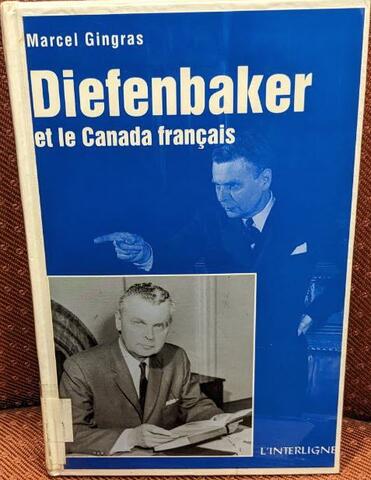 Marcel Gingras
Diefenbaker
et le Canada français
L'INTERLIGNE